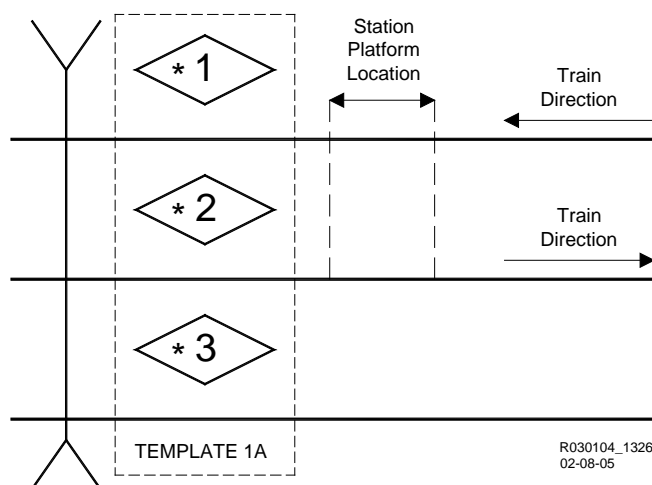 * 1
Station
Platform
Location
Train
Direction
* 2
Train
Direction
* 3
TEMPLATE 1A
R030104_1326
02-08-05